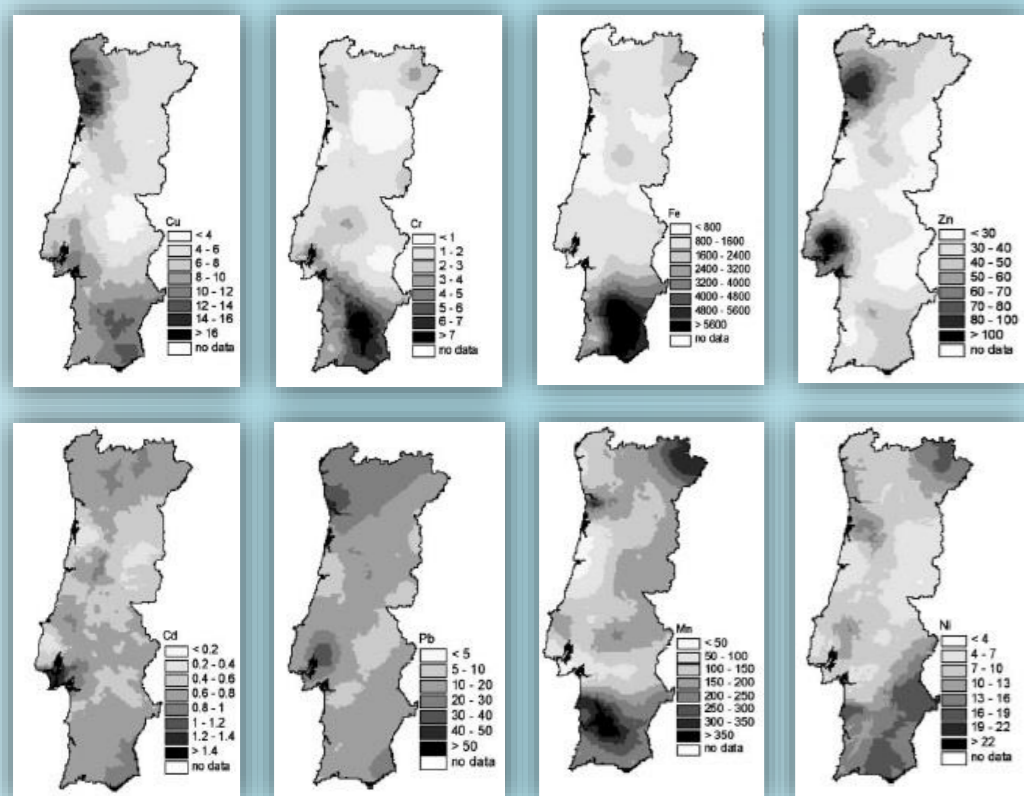 Cu
< 4
4 - 6
6 - 8
8 - 10
10 - 12
12 - 14
14 - 16
> 16
no data
Cr
< 1
1 - 2
2 - 3
3 - 4
4 - 5
5 - 6
6 - 7
> 7
no data
Fe
< 800
800 - 1600
1600 - 2400
2400 - 3200
3200 - 4000
4000 - 4800
4800 - 5600
> 5600
no data
Zn
< 30
30 - 40
40 - 50
50 - 60
60 - 70
70 - 80
80 - 100
> 100
no data
Cd
< 0.2
0.2 - 0.4
0.4 - 0.6
0.6 - 0.8
0.8 - 1
1 - 1.2
1.2 - 1.4
> 1.4
no data
Pb
< 5
5 - 10
10 - 20
20 - 30
30 - 40
40 - 50
> 50
no data
Mn
< 50
50 - 100
100 - 150
150 - 200
200 - 250
250 - 300
300 - 350
> 350
no data
Ni
< 4
4 - 7
7 - 10
10 - 13
13 - 16
16 - 19
19 - 22
> 22
no data